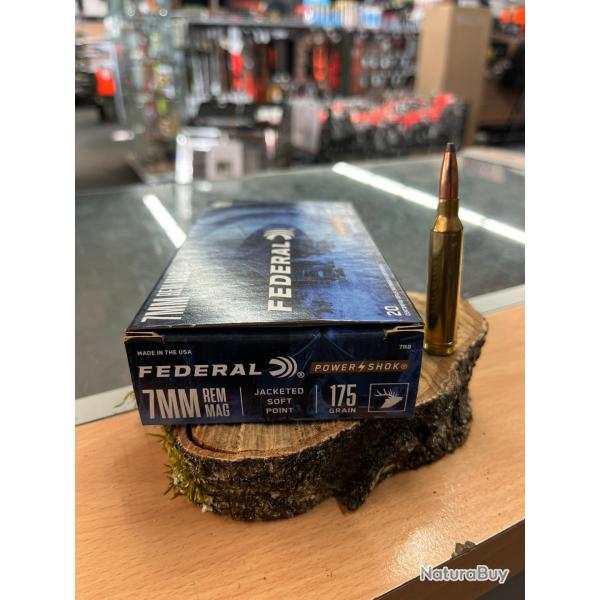 7MM REM
FEDERAL
20
MADE IN THE USA
7RB
FEDERAL®
POWER SHOK®
7MM REM MAG
JACKETED SOFT POINT
175 GRAIN
NaturaBuy